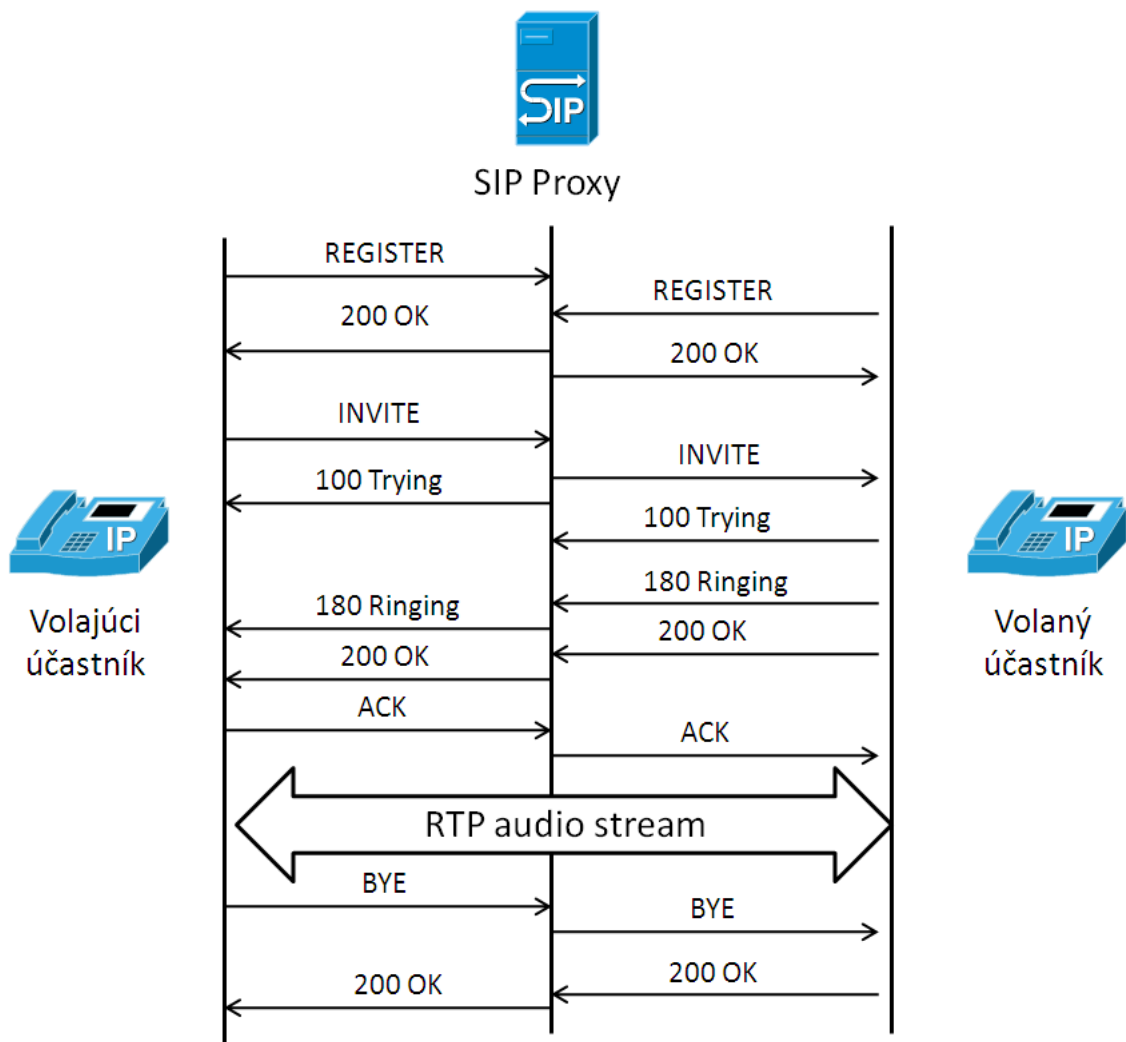 SIP
SIP Proxy
REGISTER
REGISTER
200 OK
200 OK
INVITE
INVITE
100 Trying
100 Trying
180 Ringing
180 Ringing
200 OK
200 OK
ACK
ACK
RTP audio stream
BYE
BYE
200 OK
200 OK
IP
Volajúci
účastník
IP
Volaný
účastník